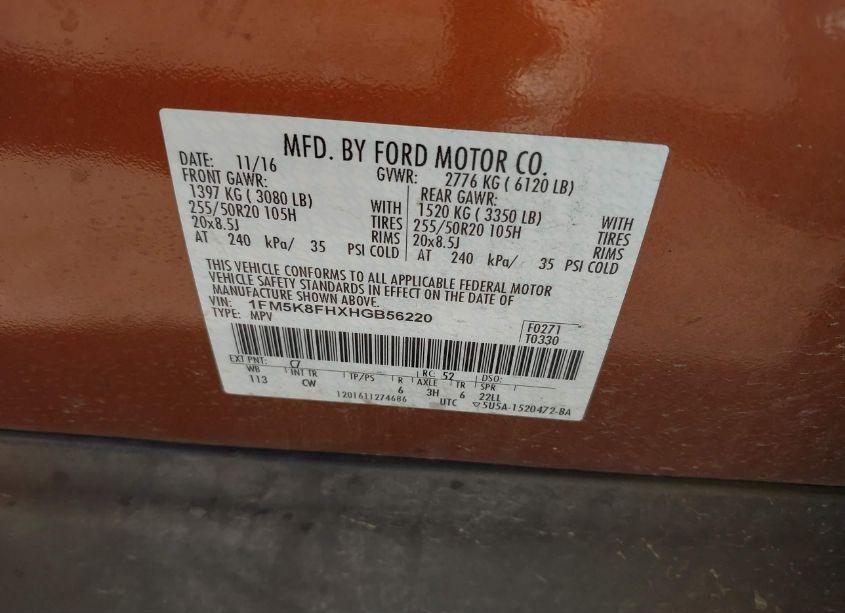 MFD. BY FORD MOTOR CO.
DATE: 11/16 GVWR: 2776 KG ( 6120 LB)
FRONT GAWR: REAR GAWR:
1397 KG ( 3080 LB) WITH 1520 KG ( 3350 LB) WITH
255/50R20 105H TIRES 255/50R20 105H TIRES
20x8.5J RIMS 20x8.5J RIMS
AT 240 kPa/ 35 PSI COLD AT 240 kPa/ 35 PSI COLD
THIS VEHICLE CONFORMS TO ALL APPLICABLE FEDERAL MOTOR
VEHICLE SAFETY STANDARDS IN EFFECT ON THE DATE OF
MANUFACTURE SHOWN ABOVE.
VIN: 1FM5K8FHXHGB56220 F0271
TYPE: MPV T0330
EXT PNT: C7 RC: 52 DSO:
WB INT TR TP/PS R AXLE TR SPR
113 CW 6 3H 6 22LL
1201611274686 UTC ▽5U5A-1520472-BA